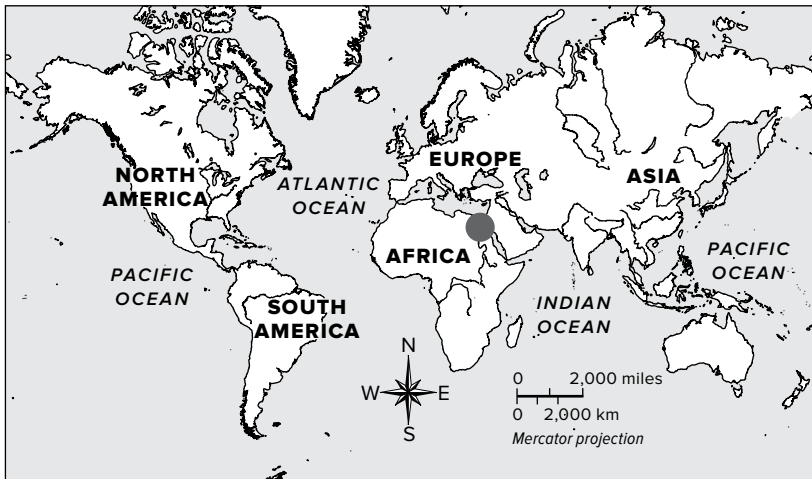 NORTH
AMERICA
ATLANTIC
OCEAN
EUROPE
ASIA
AFRICA
PACIFIC
OCEAN
PACIFIC
OCEAN
SOUTH
AMERICA
INDIAN
OCEAN
N
W E
S
0 2,000 miles
0 2,000 km
Mercator projection